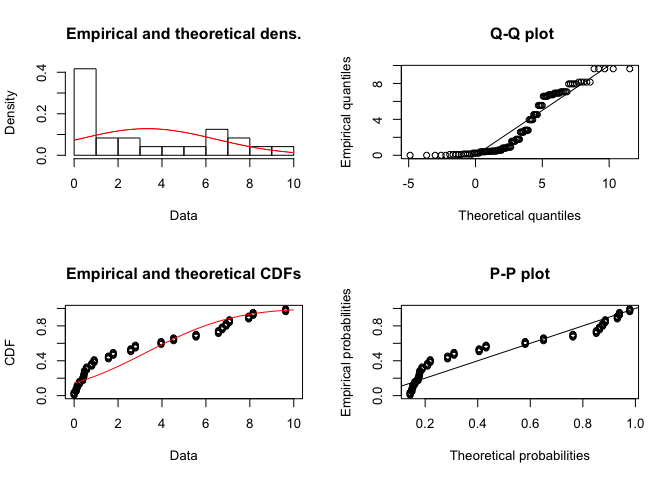 Empirical and theoretical dens.
Density
0.0 0.2 0.4
0 2 4 6 8 10
Data
Q-Q plot
Empirical quantiles
0 4 8
-5 0 5 10
Theoretical quantiles
Empirical and theoretical CDFs
CDF
0.0 0.4 0.8
0 2 4 6 8 10
Data
P-P plot
Empirical probabilities
0.0 0.4 0.8
0.2 0.4 0.6 0.8 1.0
Theoretical probabilities